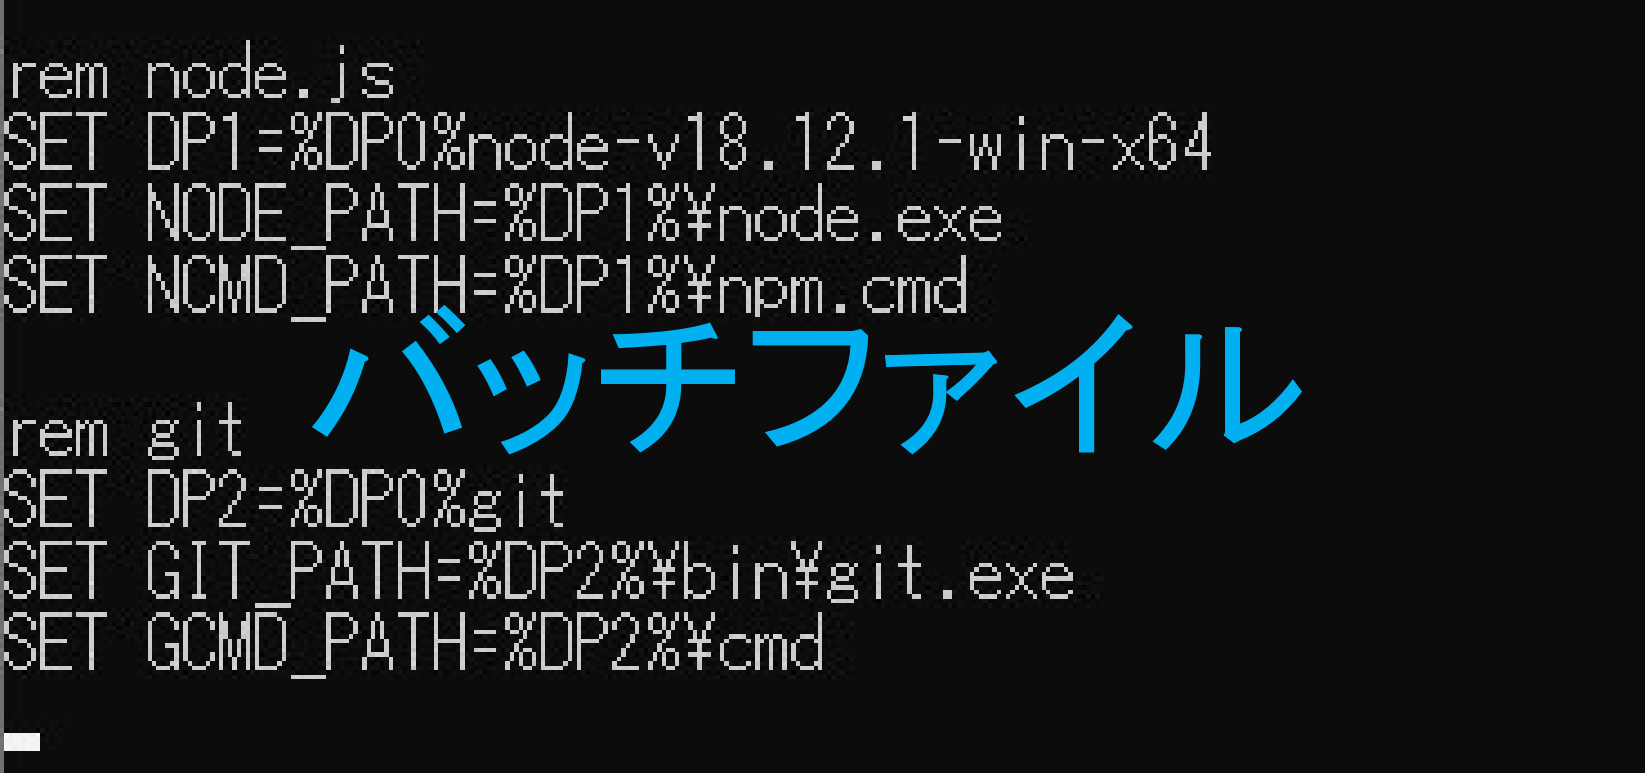 rem node.js
SET DP1=%DP0%node-v18.12.1-win-x64
SET NODE_PATH=%DP1%¥node.exe
SET NCMD_PATH=%DP1%¥npm.cmd
バッチファイル
rem git
SET DP2=%DP0%git
SET GIT_PATH=%DP2%¥bin¥git.exe
SET GCMD_PATH=%DP2%¥cmd